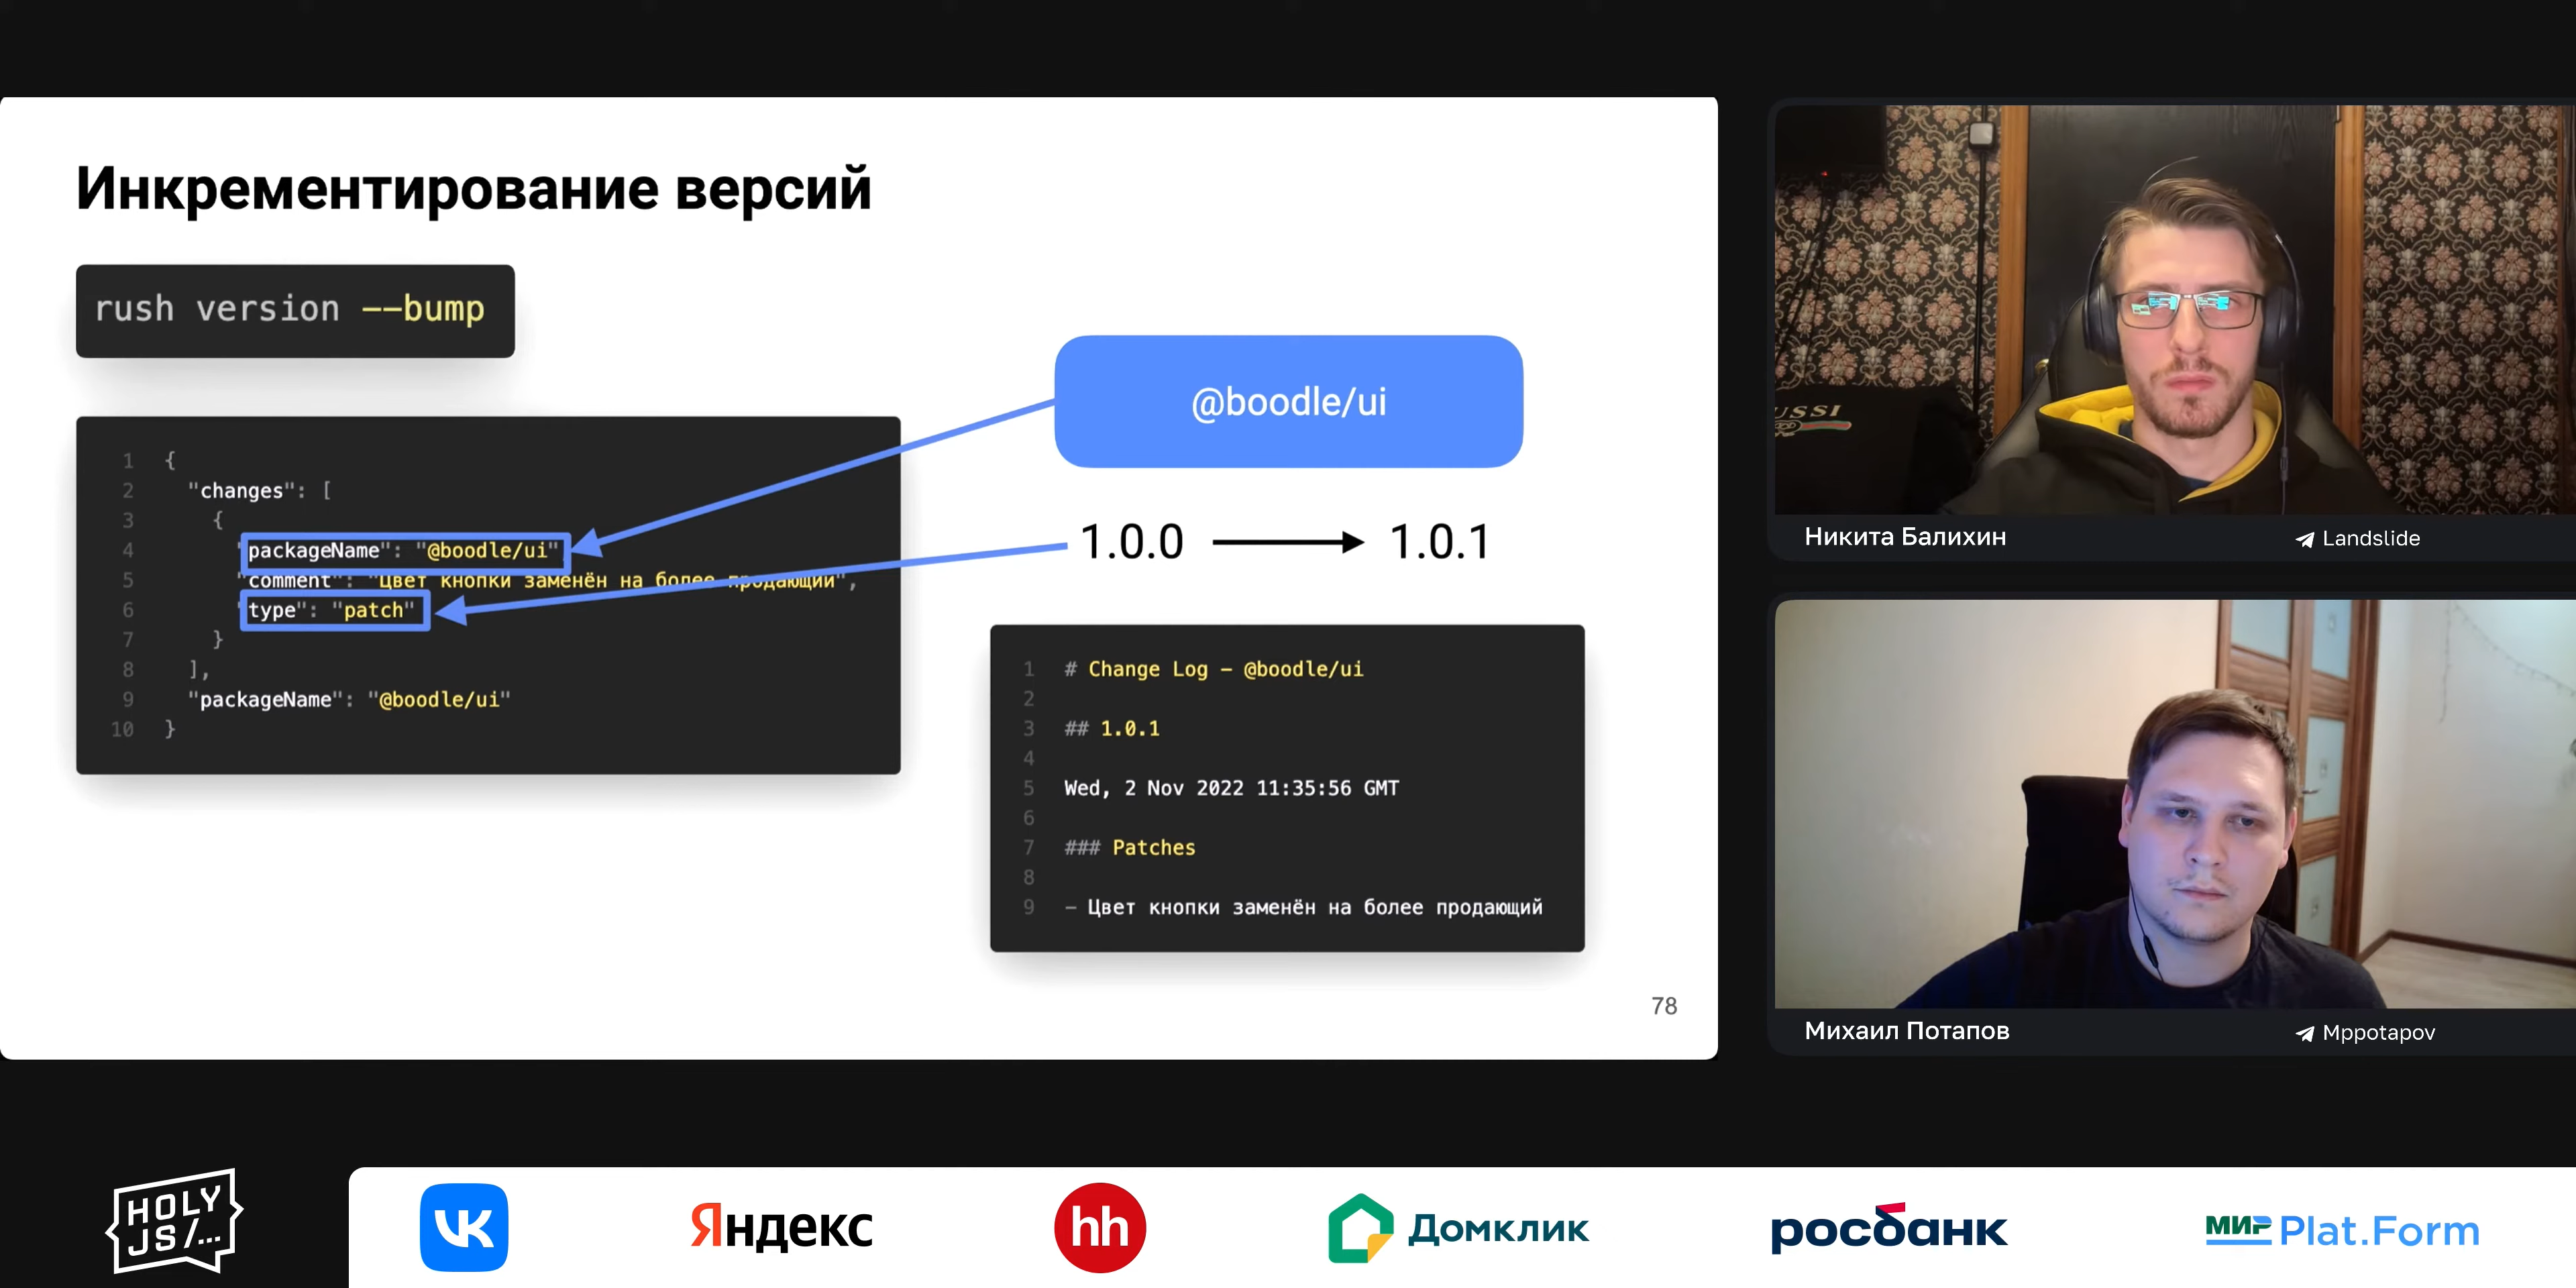 Инкрементирование версий
rush version --bump
1 {
2 "changes": [
3 {
4 "packageName": "@boodle/ui"
5 "comment": "Цвет кнопки заменён на более продающий",
6 "type": "patch"
7 }
8 ],
9 "packageName": "@boodle/ui"
10 }
@boodle/ui
1.0.0 1.0.1
1 # Change Log – @boodle/ui
2
3 ## 1.0.1
4
5 Wed, 2 Nov 2022 11:35:56 GMT
6
7 ### Patches
8
9 – Цвет кнопки заменён на более продающий
78
USSI
Никита Балихин
Landslide
Михаил Потапов
Mppotapov
HOLY
JS/...
VK
Яндекс
hh
Домклик
росбанк
МИР Plat.Form